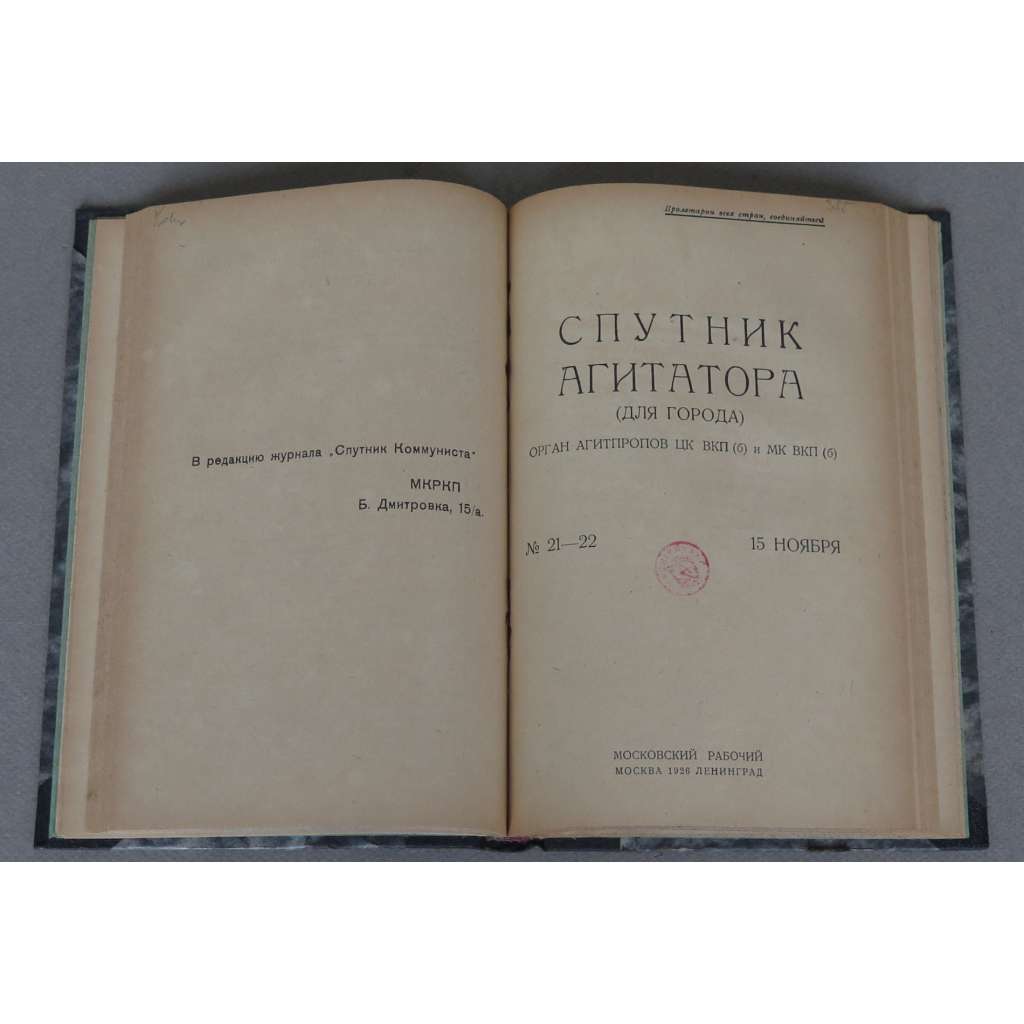 В редакцию журнала „Спутник Коммуниста"
МКРКП
Б. Дмитровка, 15/а.
Пролетарии всех стран, соединяйтесь!
СПУТНИК
АГИТАТОРА
(ДЛЯ ГОРОДА)
ОРГАН АГИТПРОПОВ ЦК ВКП (б) и МК ВКП (б)
№ 21—22 15 НОЯБРЯ
МОСКОВСКИЙ РАБОЧИЙ
МОСКВА 1926 ЛЕНИНГРАД